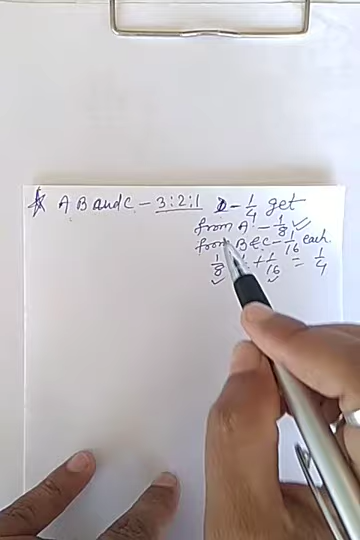 A B and C - 3:2:1 D - 1/4 get
from A - 1/8 ✓
from B & C - 1/16 each
1/8 + 1/16 = 1/4